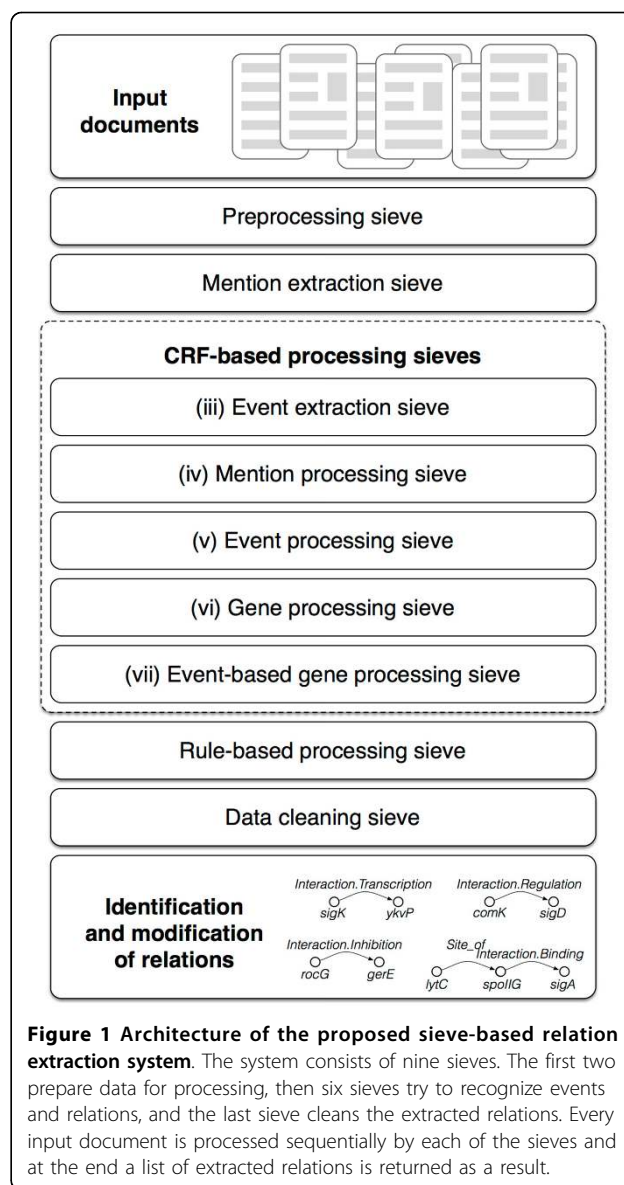 Input
documents
Preprocessing sieve
Mention extraction sieve
CRF-based processing sieves
(iii) Event extraction sieve
(iv) Mention processing sieve
(v) Event processing sieve
(vi) Gene processing sieve
(vii) Event-based gene processing sieve
Rule-based processing sieve
Data cleaning sieve
Identification
and modification
of relations
Interaction.Transcription
sigK ykvP
Interaction.Regulation
comK sigD
Interaction.Inhibition
rocG gerE
Site_of
Interaction.Binding
lytC spoIIG sigA
Figure 1 Architecture of the proposed sieve-based relation
extraction system. The system consists of nine sieves. The first two
prepare data for processing, then six sieves try to recognize events
and relations, and the last sieve cleans the extracted relations. Every
input document is processed sequentially by each of the sieves and
at the end a list of extracted relations is returned as a result.